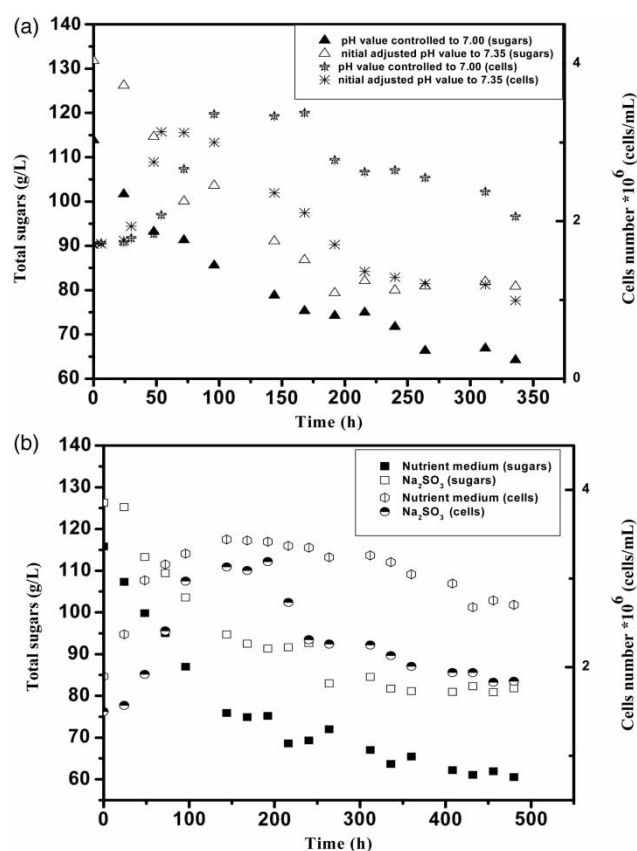 (a)
pH value controlled to 7.00 (sugars)
nitial adjusted pH value to 7.35 (sugars)
pH value controlled to 7.00 (cells)
nitial adjusted pH value to 7.35 (cells)
140
130
120
110
100
90
80
70
60
Total sugars (g/L)
4
2
0
Cells number *10^6 (cells/mL)
0 50 100 150 200 250 300 350
Time (h)
(b)
Nutrient medium (sugars)
Na₂SO₃ (sugars)
Nutrient medium (cells)
Na₂SO₃ (cells)
140
130
120
110
100
90
80
70
60
Total sugars (g/L)
4
2
Cells number *10^6 (cells/mL)
0 100 200 300 400 500
Time (h)